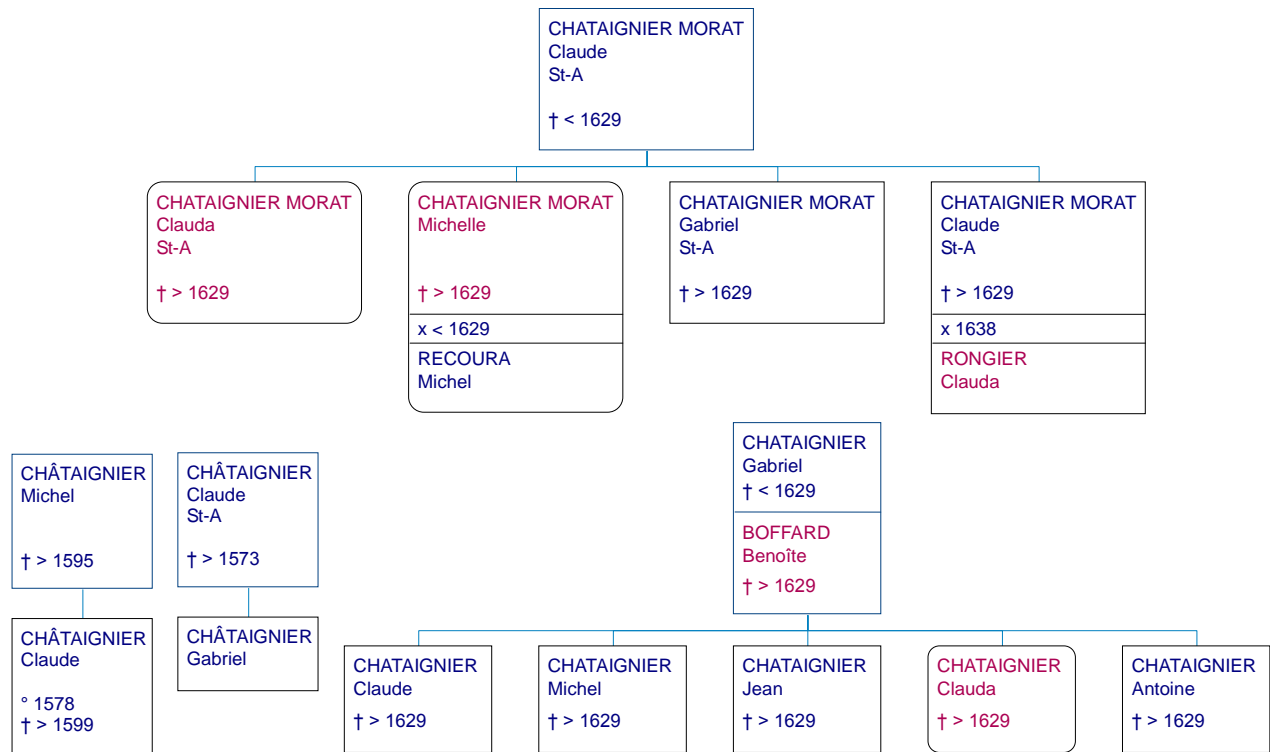 CHATAIGNIER MORAT
Claude
St-A
† < 1629
CHATAIGNIER MORAT
Clauda
St-A
† > 1629
CHATAIGNIER MORAT
Michelle
† > 1629
x < 1629
RECOURA
Michel
CHATAIGNIER MORAT
Gabriel
St-A
† > 1629
CHATAIGNIER MORAT
Claude
St-A
† > 1629
x 1638
RONGIER
Clauda
CHÂTAIGNIER
Michel
† > 1595
CHÂTAIGNIER
Claude
St-A
† > 1573
CHATAIGNIER
Gabriel
† < 1629
BOFFARD
Benoîte
† > 1629
CHÂTAIGNIER
Claude
° 1578
† > 1599
CHÂTAIGNIER
Gabriel
CHATAIGNIER
Claude
† > 1629
CHATAIGNIER
Michel
† > 1629
CHATAIGNIER
Jean
† > 1629
CHATAIGNIER
Clauda
† > 1629
CHATAIGNIER
Antoine
† > 1629